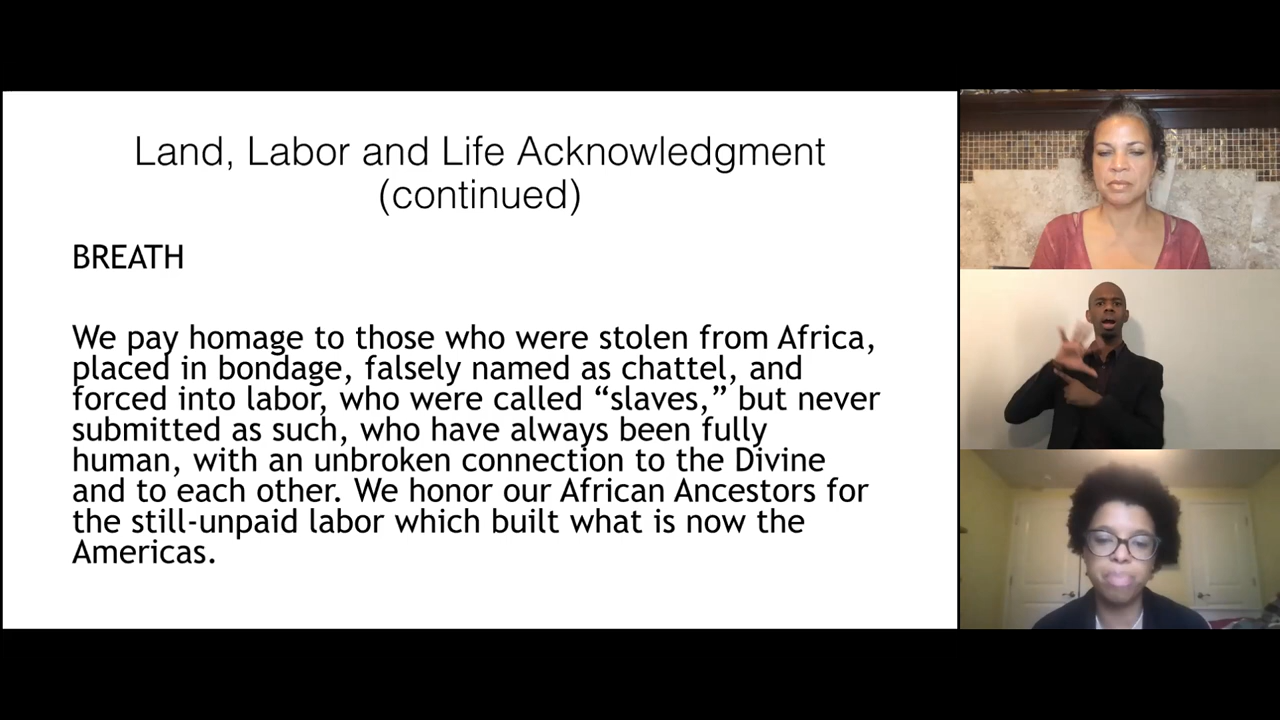 Land, Labor and Life Acknowledgment
(continued)
BREATH
We pay homage to those who were stolen from Africa,
placed in bondage, falsely named as chattel, and
forced into labor, who were called “slaves,” but never
submitted as such, who have always been fully
human, with an unbroken connection to the Divine
and to each other. We honor our African Ancestors for
the still-unpaid labor which built what is now the
Americas.